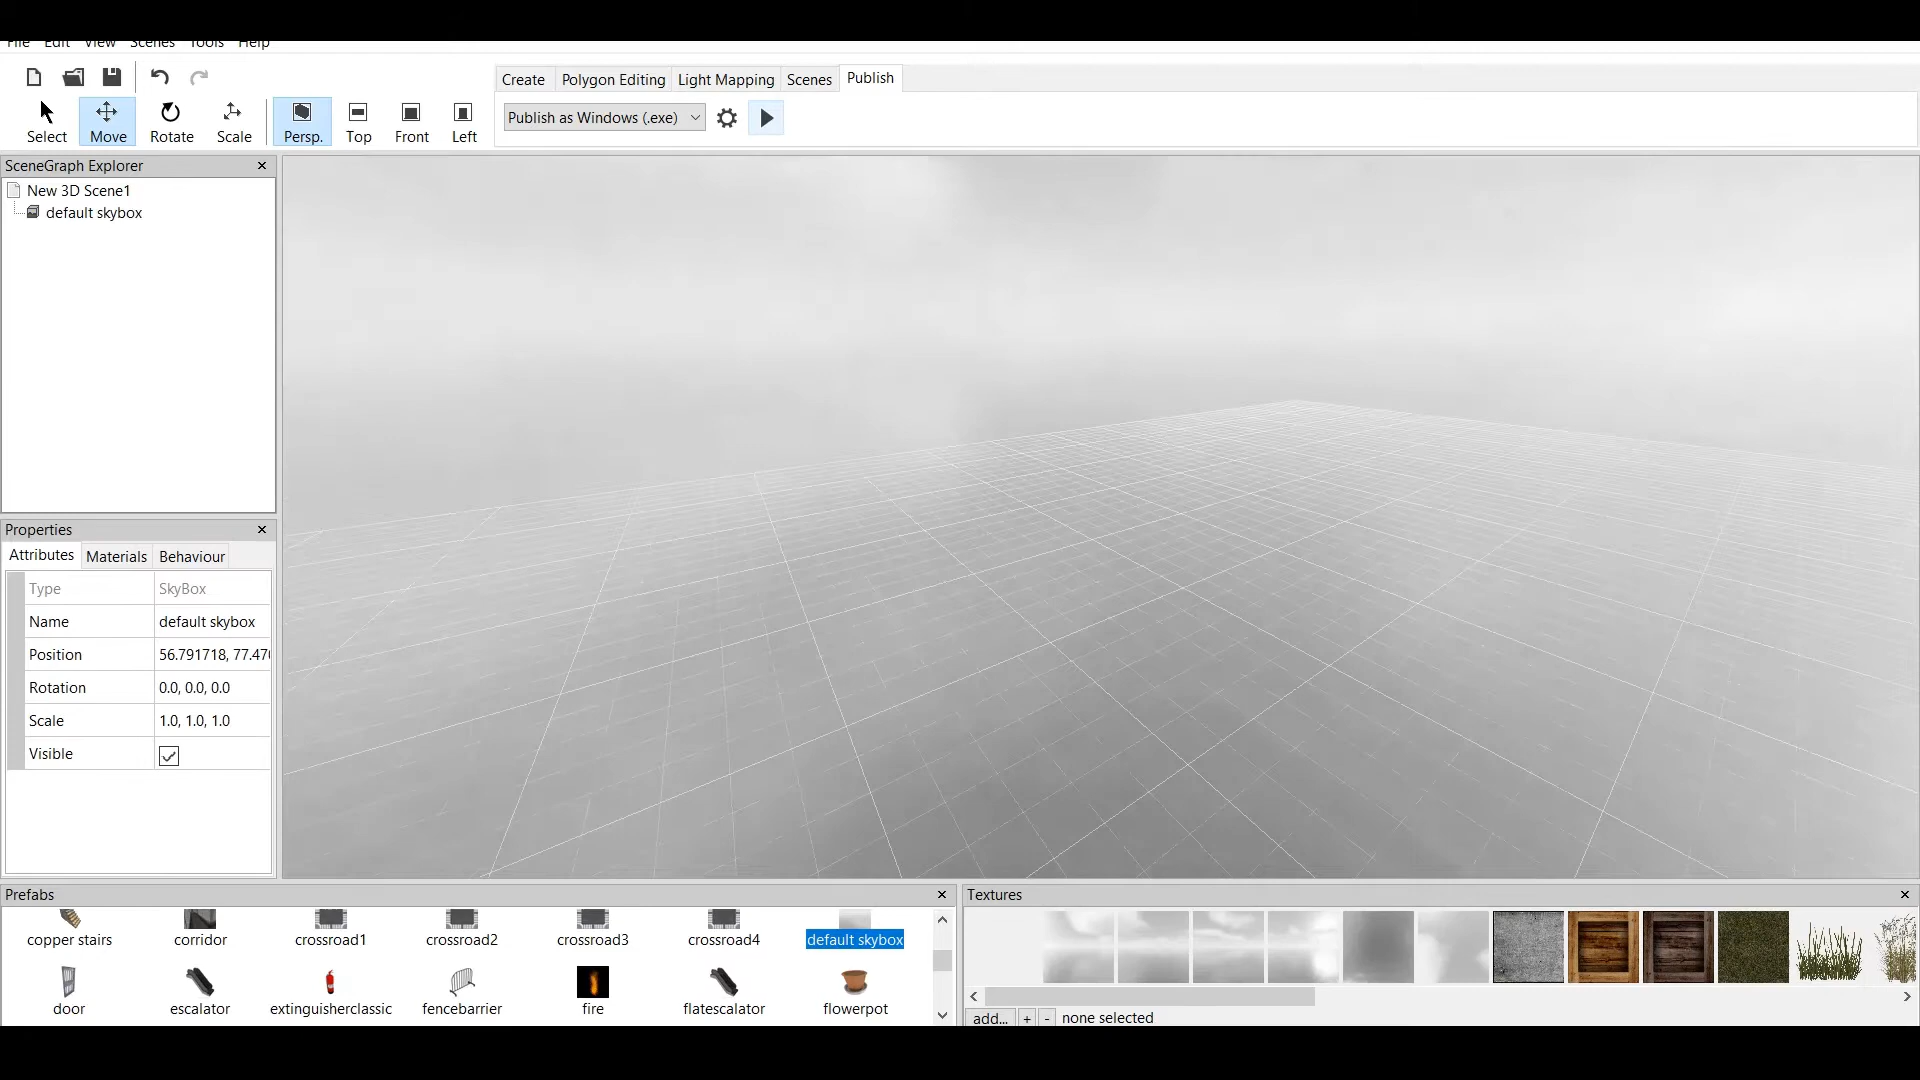 File Edit View Scenes Tools Help
Create Polygon Editing Light Mapping Scenes Publish
Select Move Rotate Scale Persp. Top Front Left
Publish as Windows (.exe)
SceneGraph Explorer
New 3D Scene1
default skybox
Properties
Attributes Materials Behaviour
Type SkyBox
Name default skybox
Position 56.791718, 77.470
Rotation 0.0, 0.0, 0.0
Scale 1.0, 1.0, 1.0
Visible
Prefabs
copper stairs corridor crossroad1 crossroad2 crossroad3 crossroad4 default skybox
door escalator extinguisherclassic fencebarrier fire flatescalator flowerpot
Textures
add... + - none selected